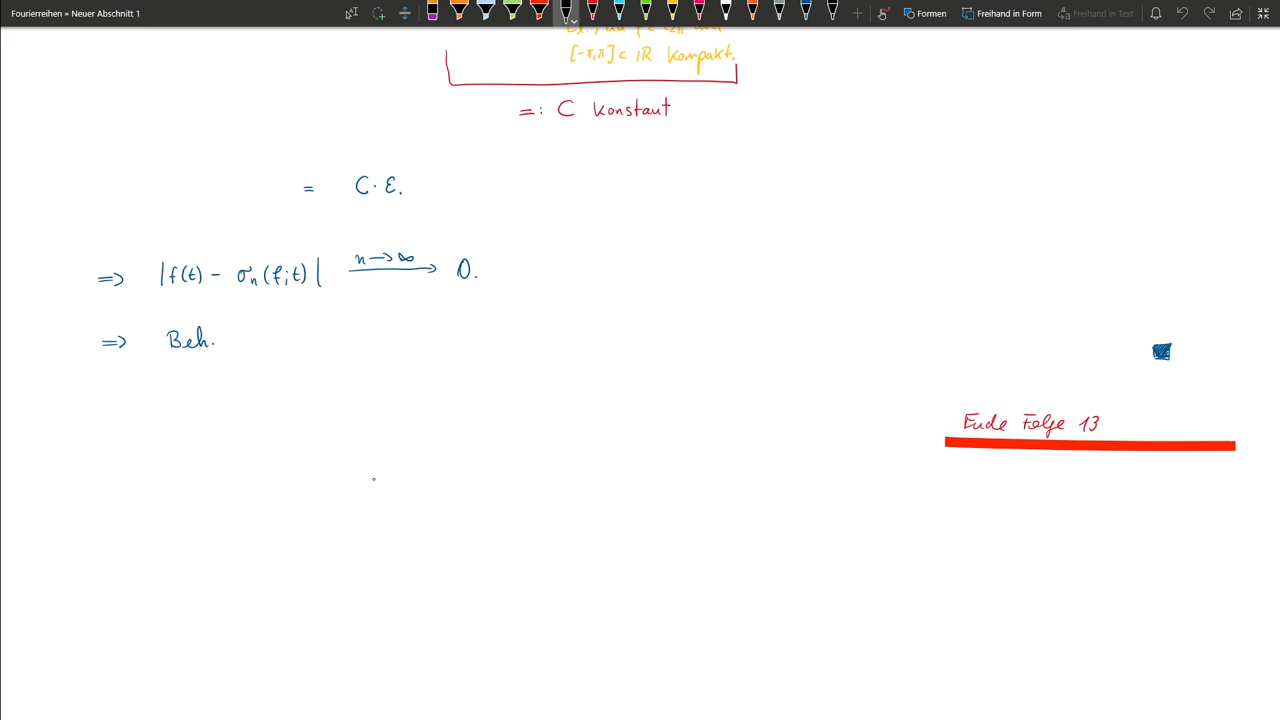 Fourierreihen » Neuer Abschnitt 1
Formen
Freihand in Form
Freihand in Text
[-π,π] ⊂ ℝ kompakt.
=: C Konstant
= C·ε.
=> |f(t) - σₙ(f;t)| n→∞ 0.
=> Beh.
Ende Folge 13